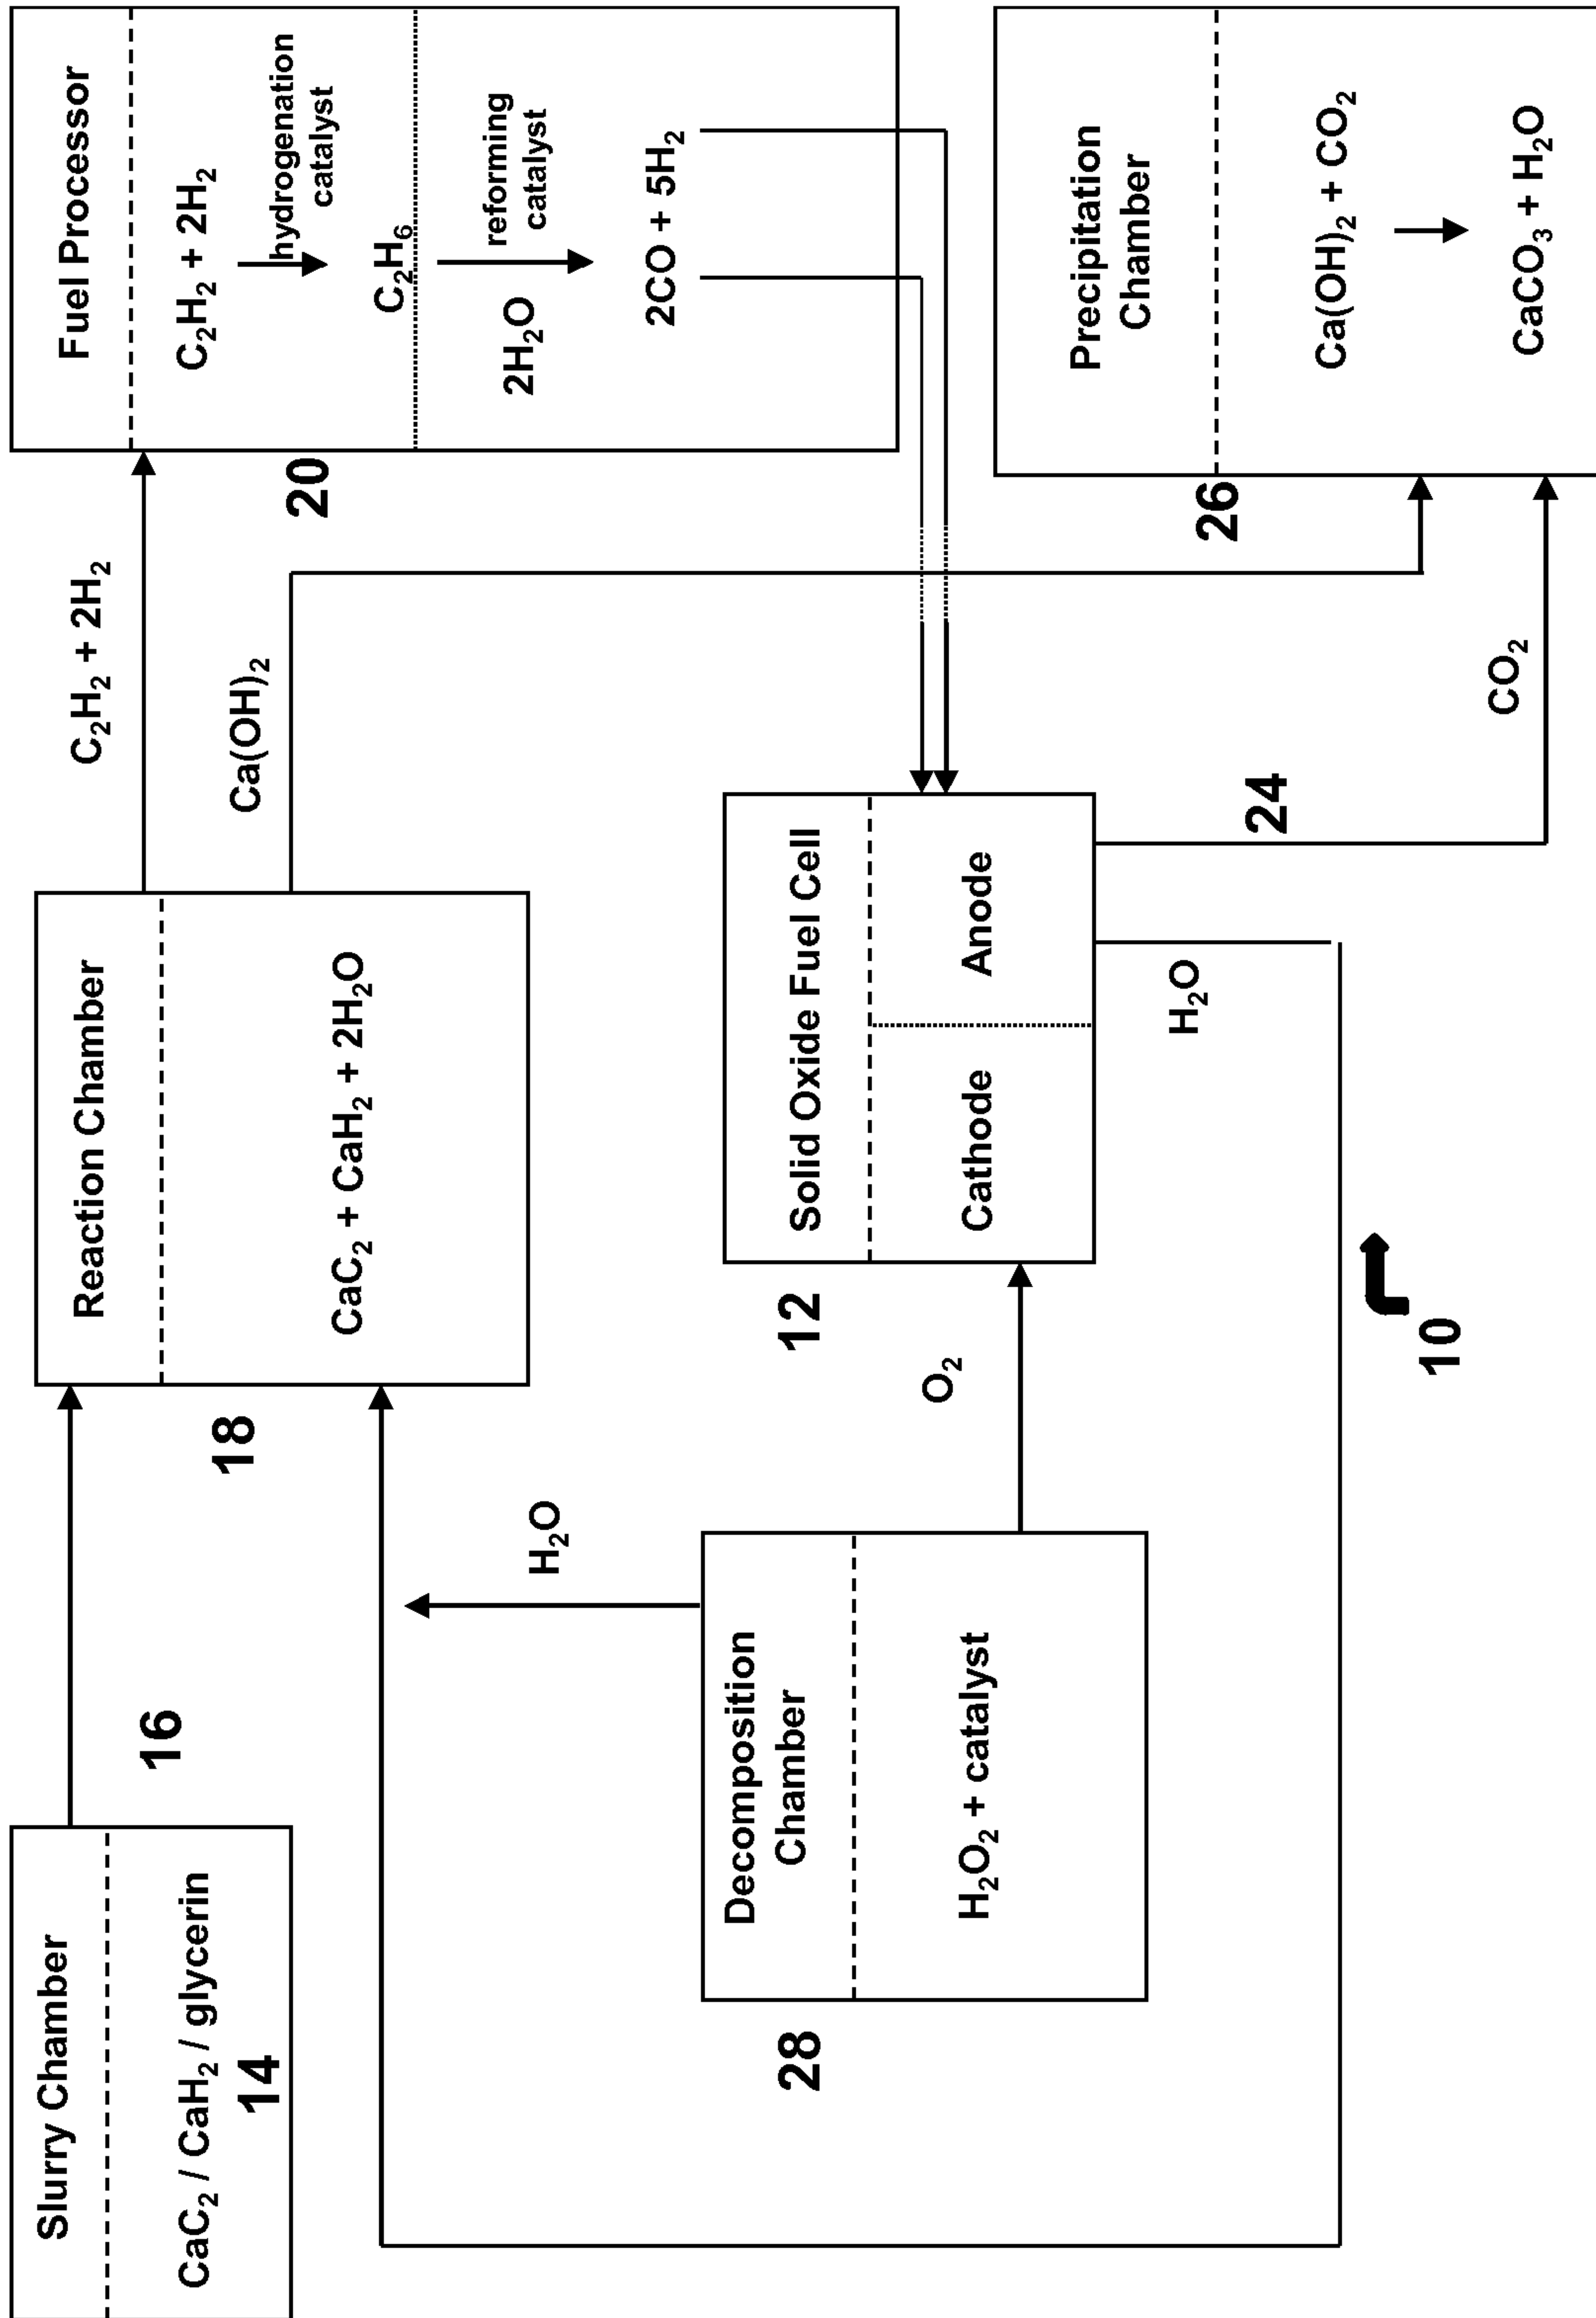 Slurry Chamber
CaC₂ / CaH₂ / glycerin
14
16
Reaction Chamber
CaC₂ + CaH₂ + 2H₂O
18
C₂H₂ + 2H₂
Ca(OH)₂
Fuel Processor
C₂H₂ + 2H₂
hydrogenation
catalyst
C₂H₆
2H₂O
reforming
catalyst
2CO + 5H₂
20
Decomposition
Chamber
H₂O₂ + catalyst
28
H₂O
O₂
Solid Oxide Fuel Cell
Cathode
Anode
12
H₂O
24
CO₂
Precipitation
Chamber
Ca(OH)₂ + CO₂
CaCO₃ + H₂O
26
10